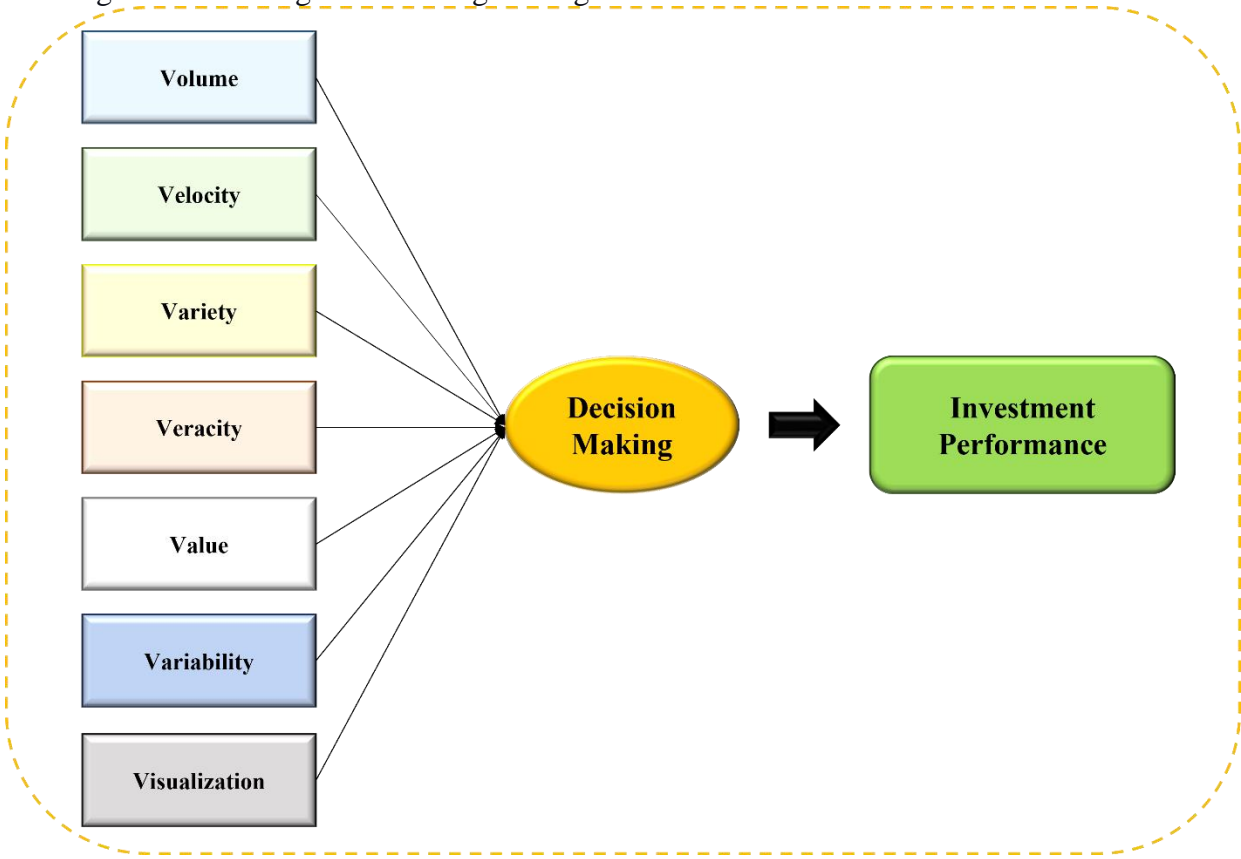 Volume
Velocity
Variety
Veracity
Value
Variability
Visualization
Decision
Making
Investment
Performance